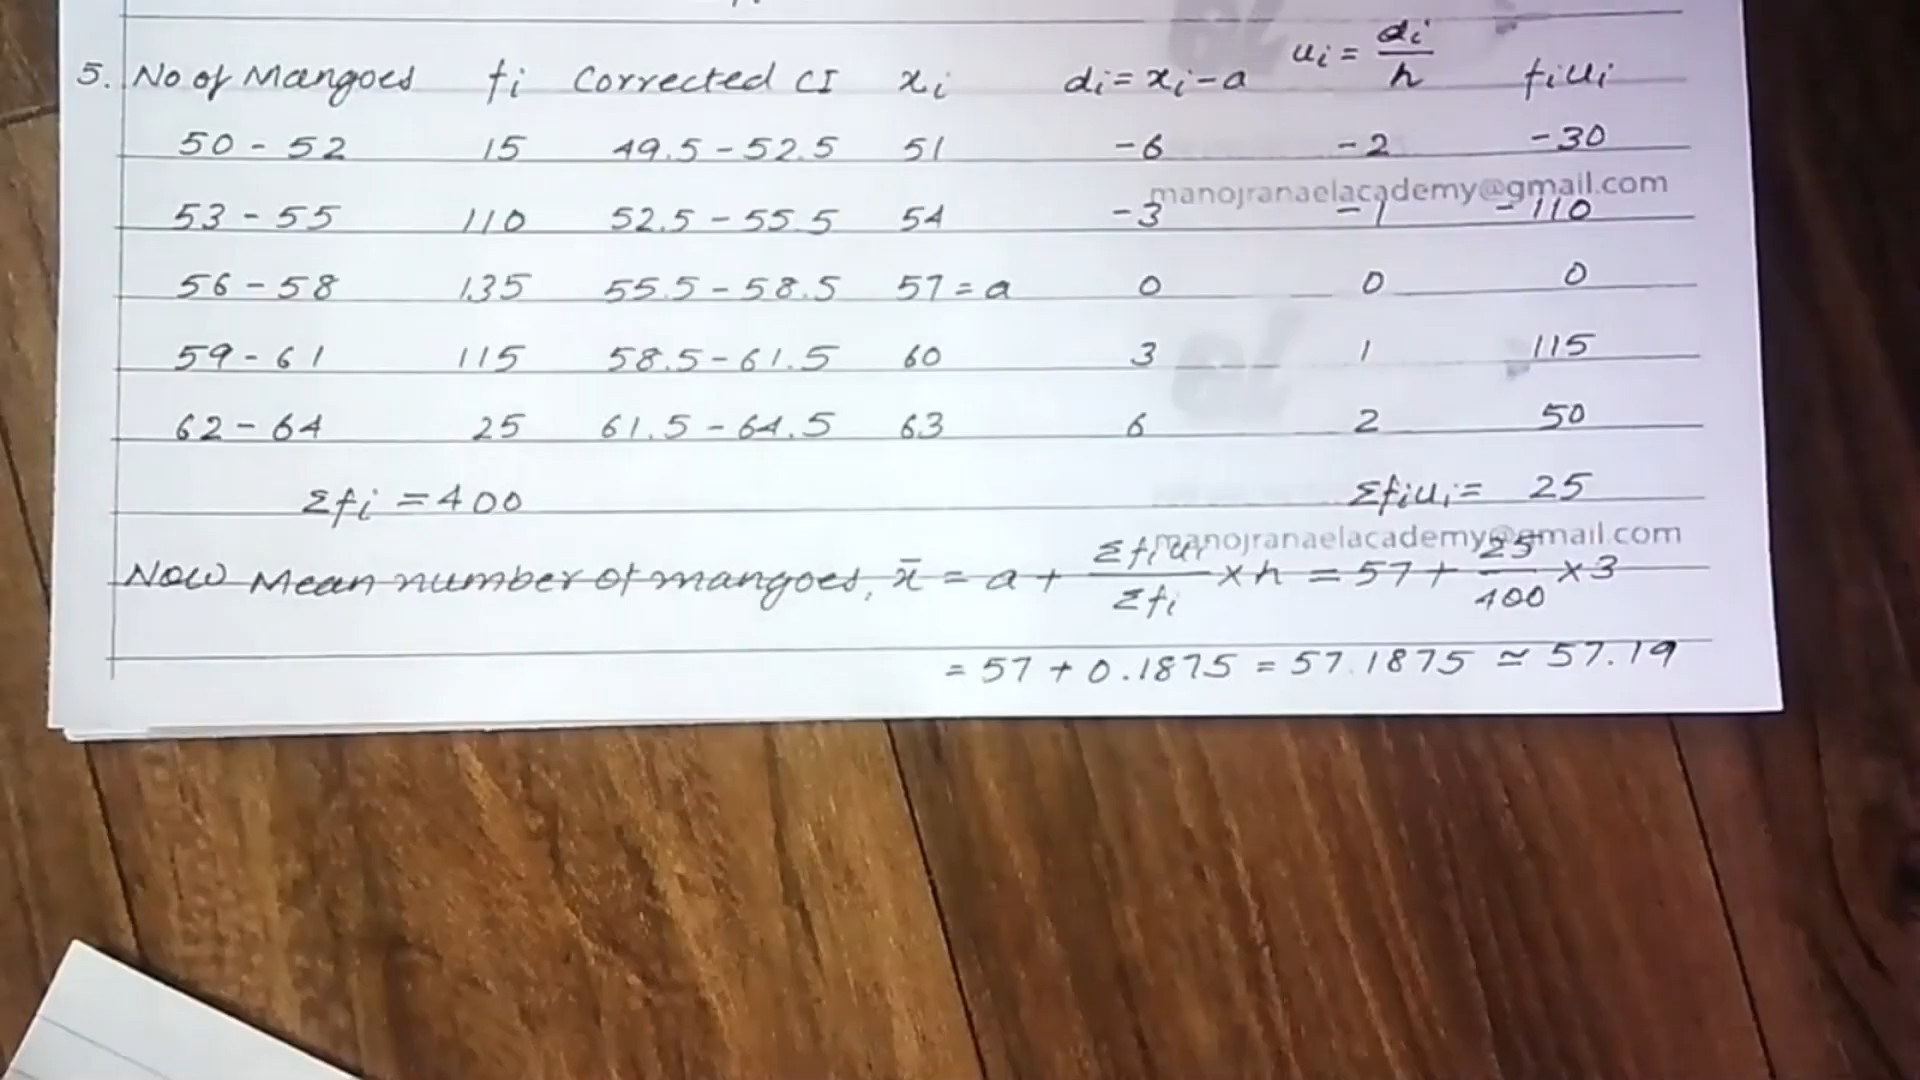 5. No of Mangoes fi Corrected CI xi di = xi - a ui = di/h fiui
50 - 52 15 49.5 - 52.5 51 -6 -2 -30
manojranaelacademy@gmail.com
53 - 55 110 52.5 - 55.5 54 -3 -1 -110
56 - 58 135 55.5 - 58.5 57 = a 0 0 0
59 - 61 115 58.5 - 61.5 60 3 1 115
62 - 64 25 61.5 - 64.5 63 6 2 50
Σfi = 400 Σfiui = 25
manojranaelacademy@gmail.com
Now Mean number of mangoes, x̄ = a + Σfiui/Σfi × h = 57 + 25/400 × 3
= 57 + 0.1875 = 57.1875 ≃ 57.19